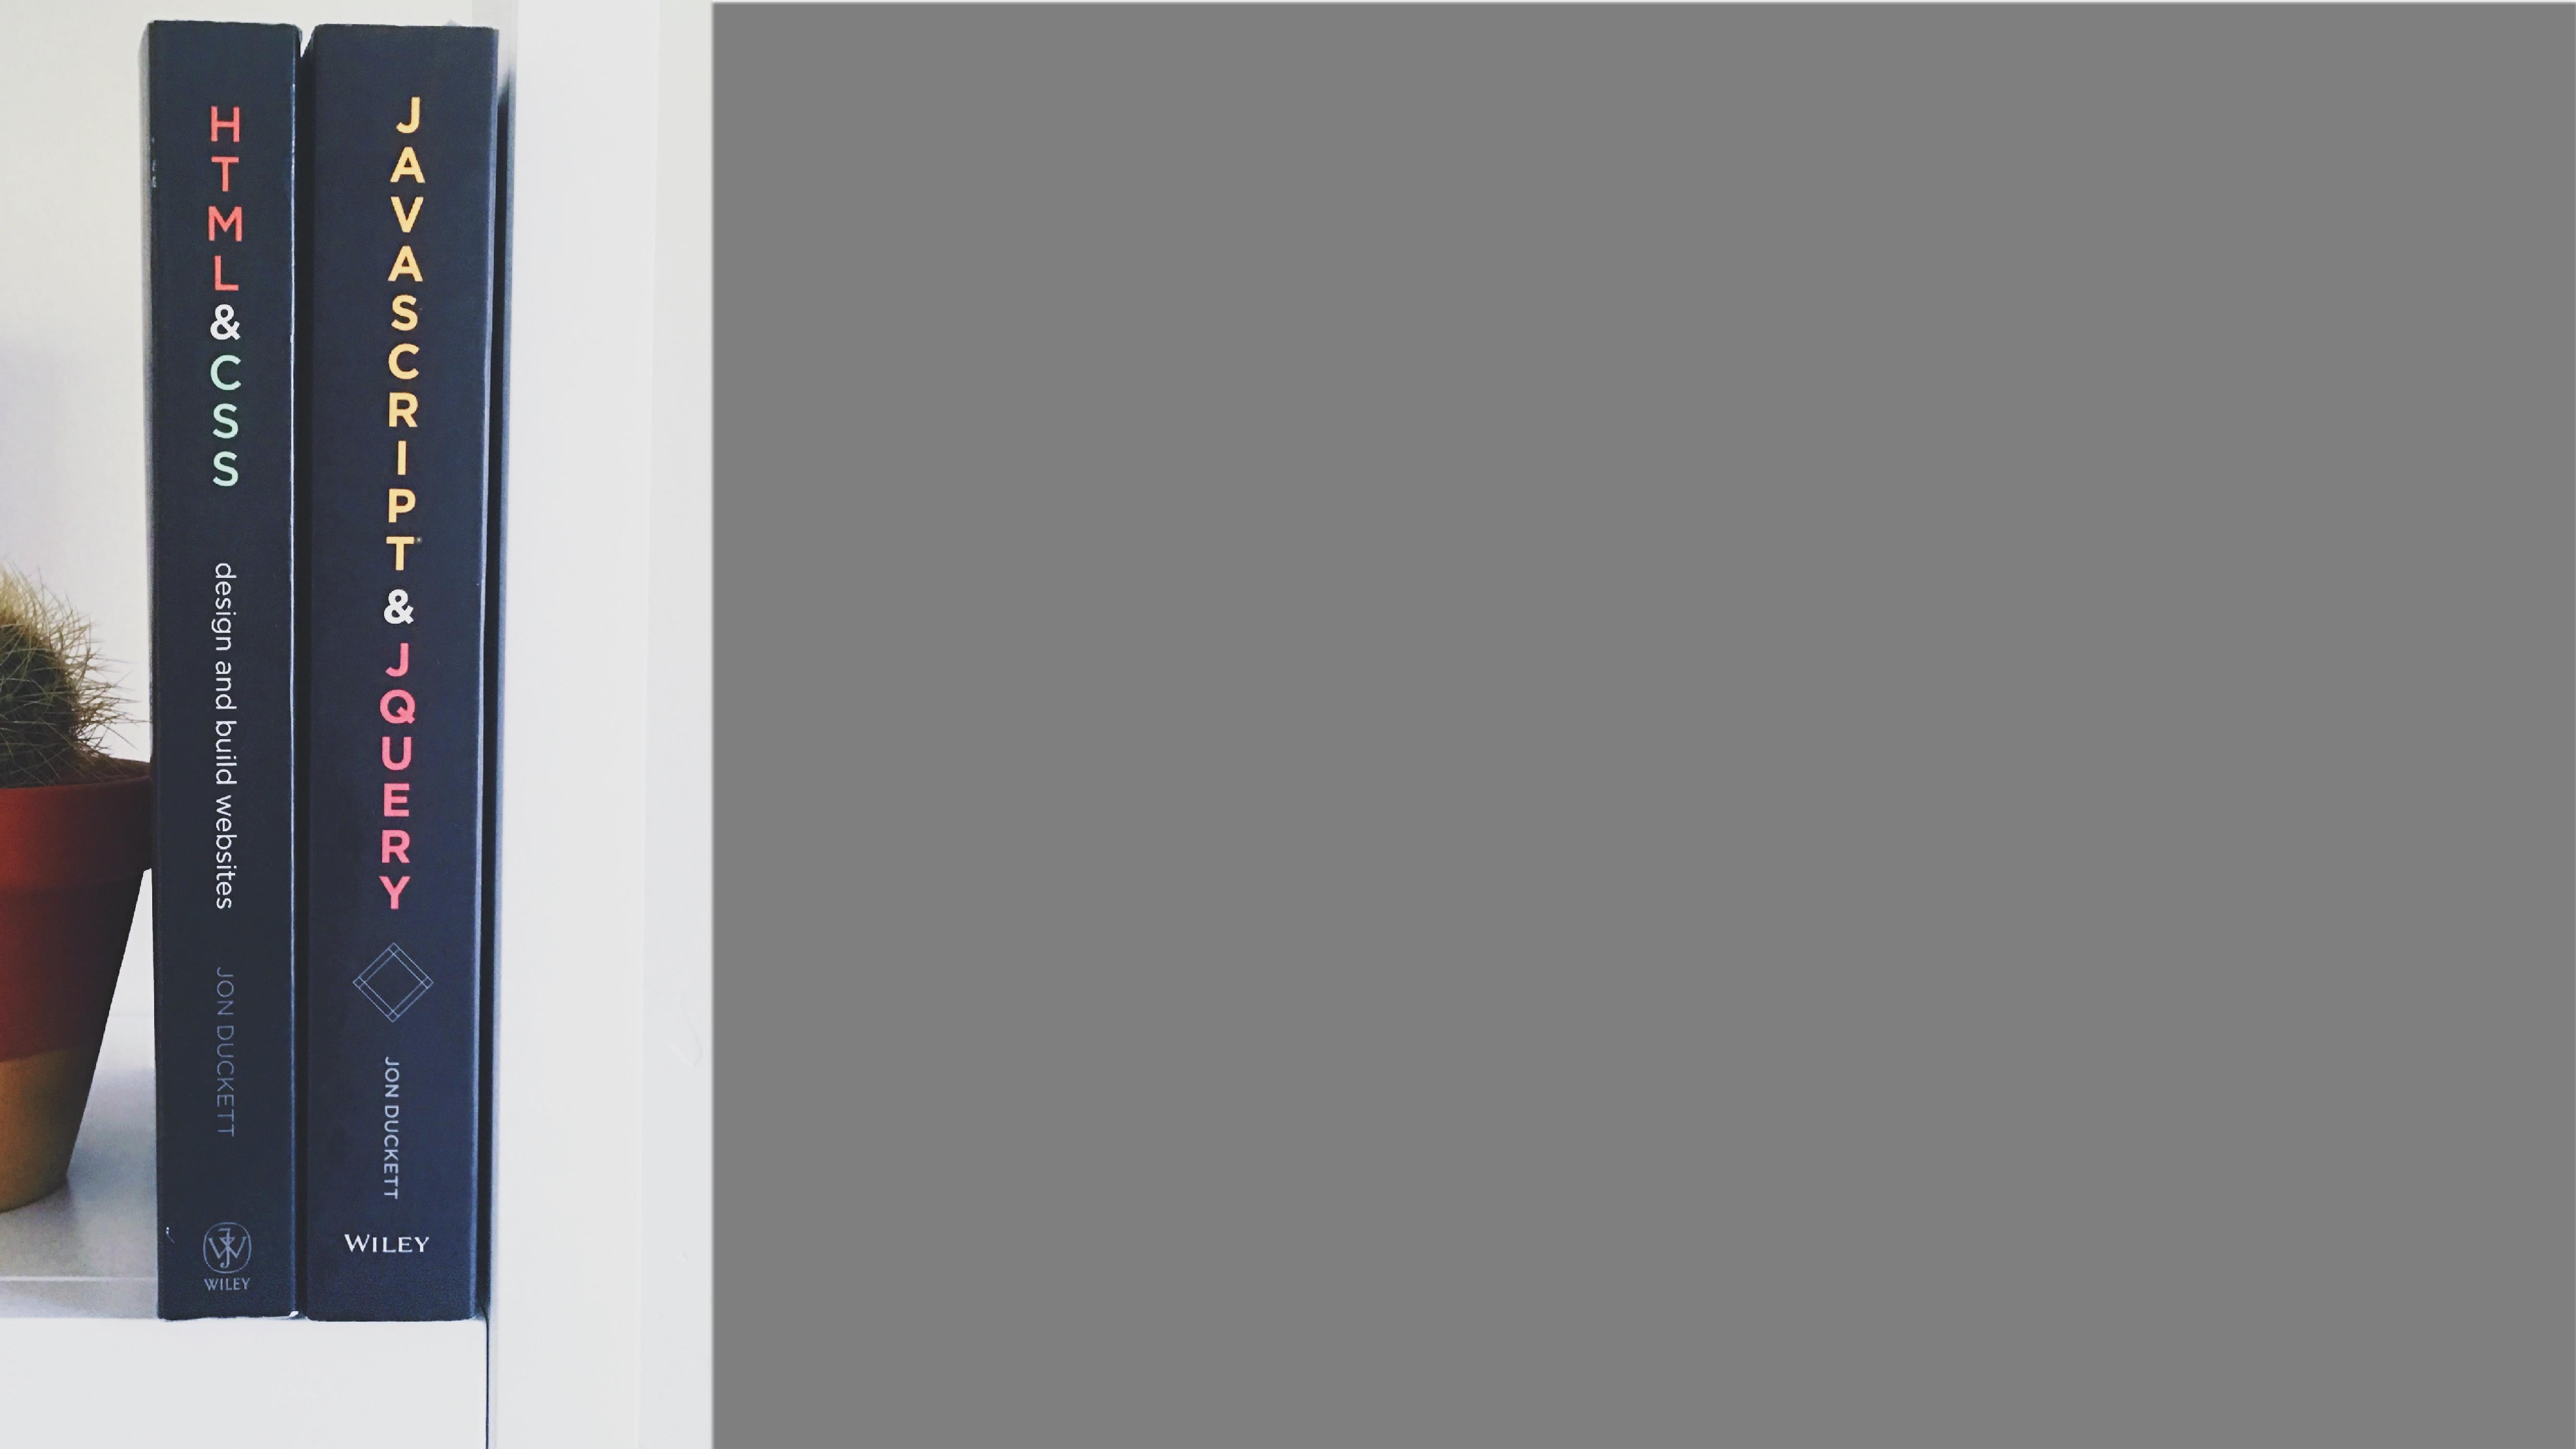 HTML&CSS
design and build websites
JON DUCKETT
WILEY
JAVASCRIPT & JQUERY
JON DUCKETT
WILEY